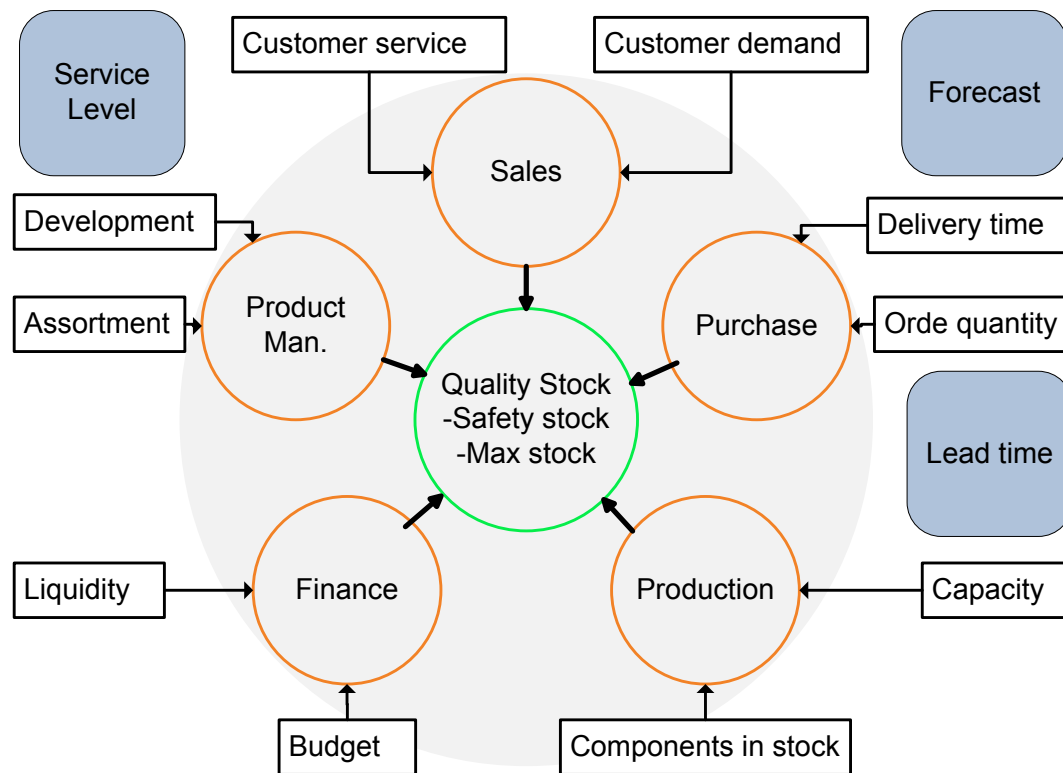 Customer service
Customer demand
Service
Level
Forecast
Sales
Development
Delivery time
Product
Man.
Assortment
Purchase
Orde quantity
Quality Stock
-Safety stock
-Max stock
Lead time
Liquidity
Finance
Production
Capacity
Budget
Components in stock